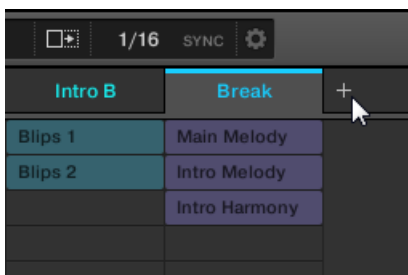 1/16 SYNC
Intro B Break +
Blips 1 Main Melody
Blips 2 Intro Melody
Intro Harmony